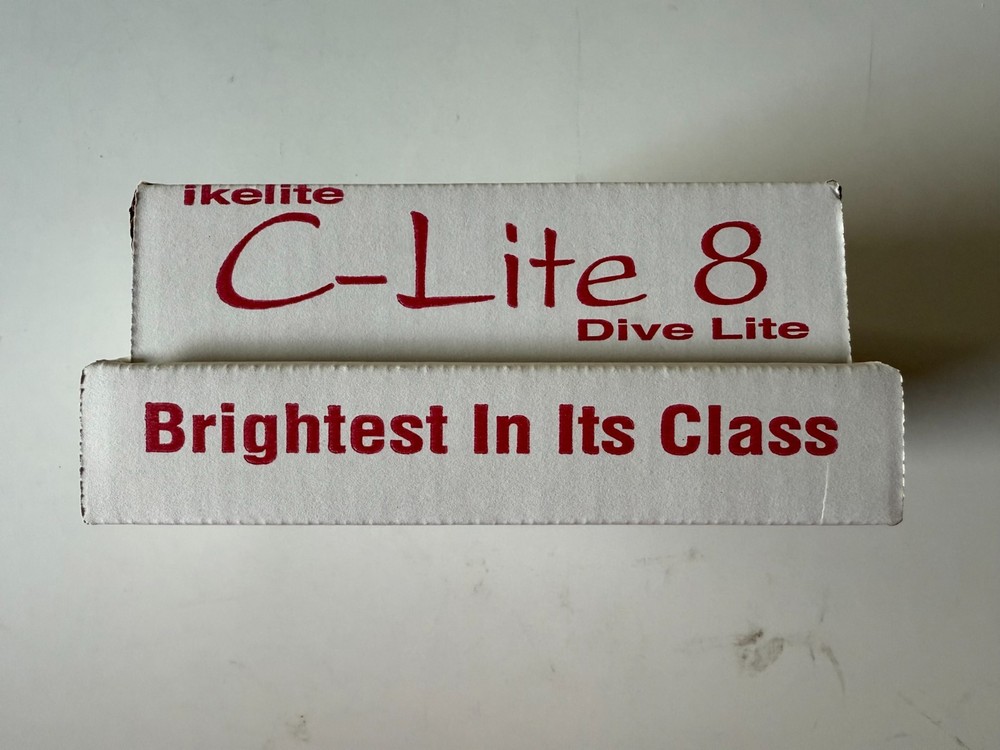 ikelite
C-Lite 8
Dive Lite
Brightest In Its Class